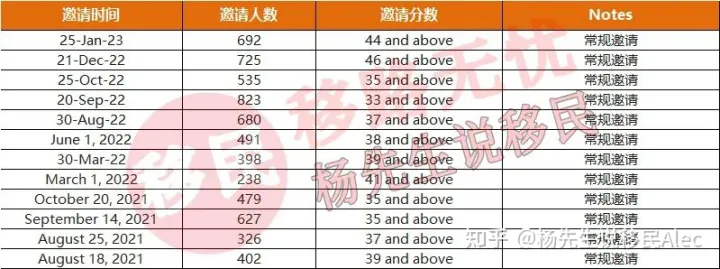 邀请时间 邀请人数 邀请分数 Notes
25-Jan-23 692 44 and above 常规邀请
21-Dec-22 725 46 and above 常规邀请
25-Oct-22 535 35 and above 常规邀请
20-Sep-22 823 33 and above 常规邀请
30-Aug-22 680 37 and above 常规邀请
June 1, 2022 491 38 and above 常规邀请
30-Mar-22 398 39 and above 常规邀请
March 1, 2022 238 41 and above 常规邀请
October 20, 2021 479 35 and above 常规邀请
September 14, 2021 627 35 and above 常规邀请
August 25, 2021 326 37 and above 常规邀请
August 18, 2021 402 39 and above 常规邀请
移民
移路无忧
杨先生说移民
知乎 @杨先生说移民Alec